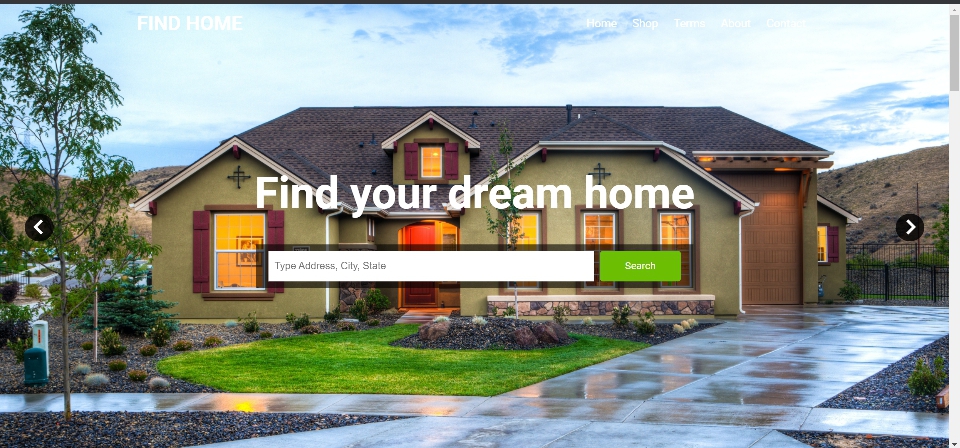 FIND HOME
Home Shop Terms About Contact
Find your dream home
Type Address, City, State
Search